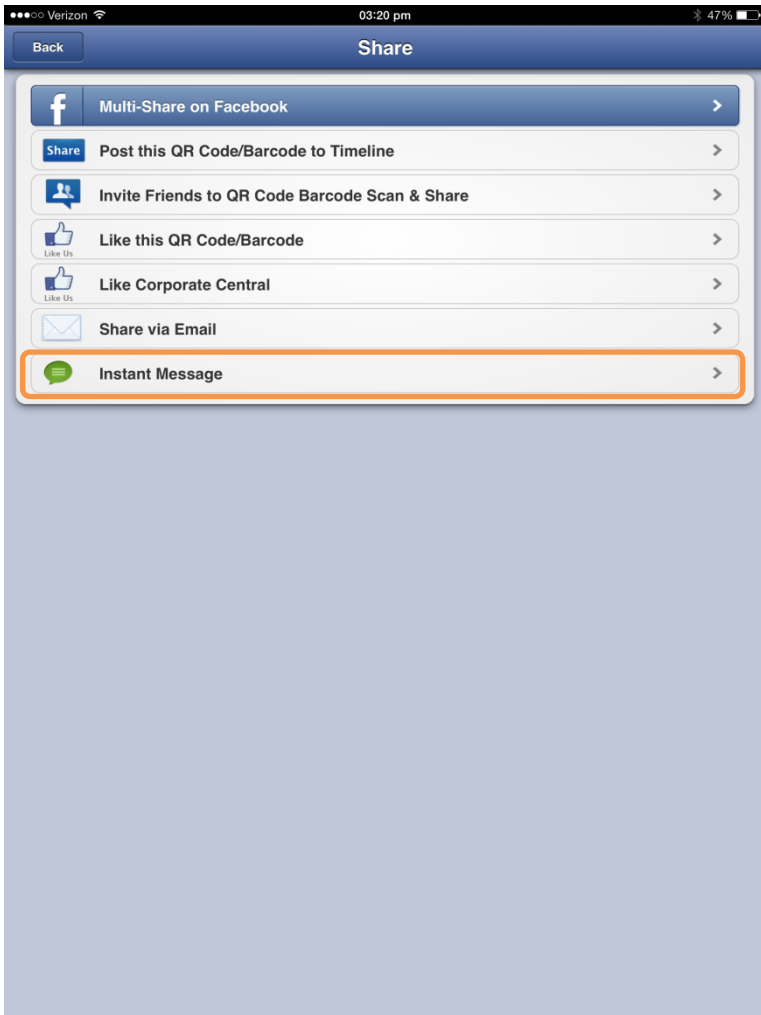 Verizon 03:20 pm 47%
Back Share
f Multi-Share on Facebook
Share Post this QR Code/Barcode to Timeline
Invite Friends to QR Code Barcode Scan & Share
Like this QR Code/Barcode
Like Us
Like Corporate Central
Like Us
Share via Email
Instant Message